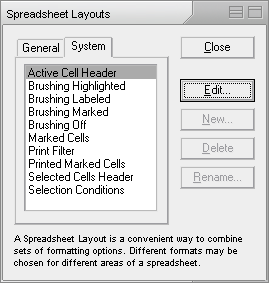 Spreadsheet Layouts
General
System
Close
Active Cell Header
Brushing Highlighted
Brushing Labeled
Brushing Marked
Brushing Off
Marked Cells
Print Filter
Printed Marked Cells
Selected Cells Header
Selection Conditions
Edit...
New...
Delete
Rename...
A Spreadsheet Layout is a convenient way to combine
sets of formatting options. Different formats may be
chosen for different areas of a spreadsheet.